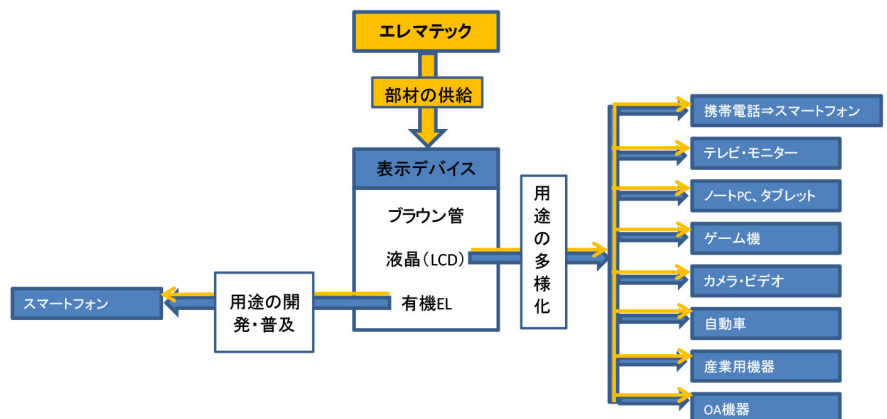 エレマテック
部材の供給
表示デバイス
ブラウン管
液晶(LCD)
有機EL
用途の多様化
用途の開
発・普及
スマートフォン
携帯電話⇒スマートフォン
テレビ・モニター
ノートPC、タブレット
ゲーム機
カメラ・ビデオ
自動車
産業用機器
OA機器